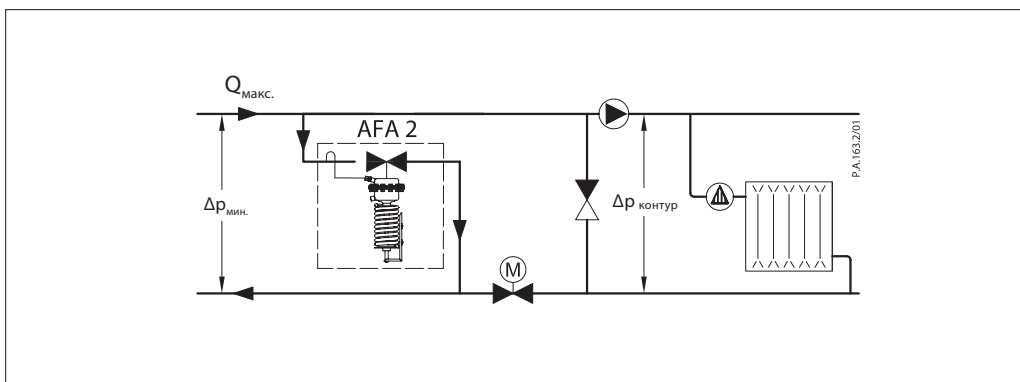 Qмакс.
AFA 2
Δpмин.
Δp контур
M
P.A.163.2/01